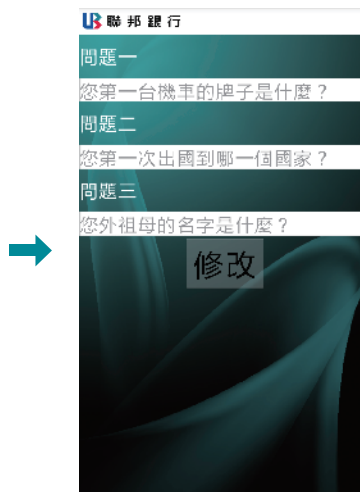 聯邦銀行
問題一
您第一台機車的牌子是什麼？
問題二
您第一次出國到哪一個國家？
問題三
您外祖母的名字是什麼？
修改